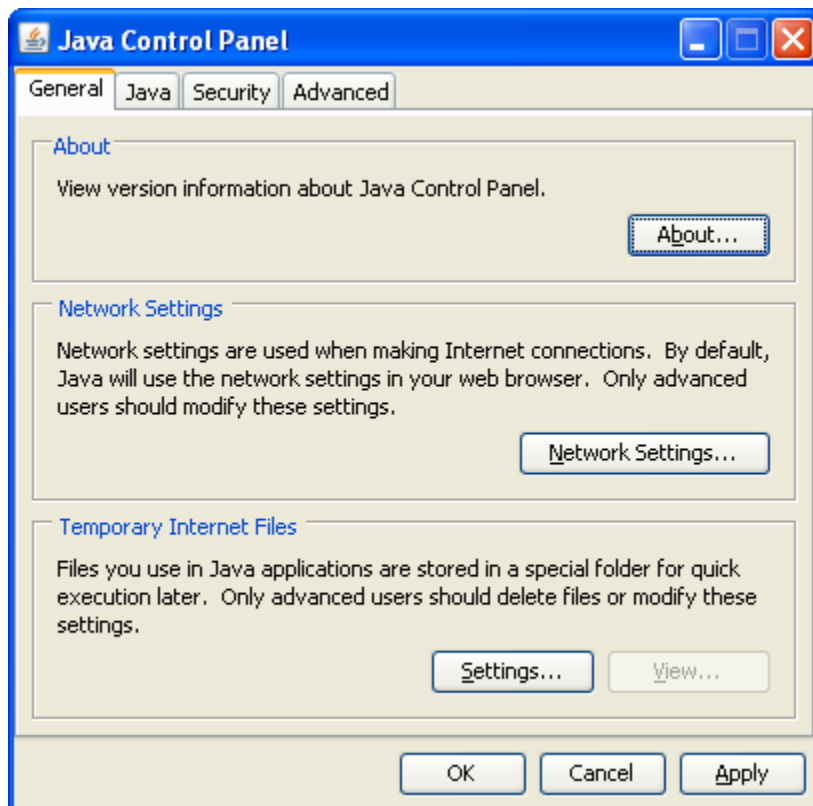 Java Control Panel
General Java Security Advanced
About
View version information about Java Control Panel.
About...
Network Settings
Network settings are used when making Internet connections.  By default,
Java will use the network settings in your web browser.  Only advanced
users should modify these settings.
Network Settings...
Temporary Internet Files
Files you use in Java applications are stored in a special folder for quick
execution later.  Only advanced users should delete files or modify these
settings.
Settings... View...
OK Cancel Apply